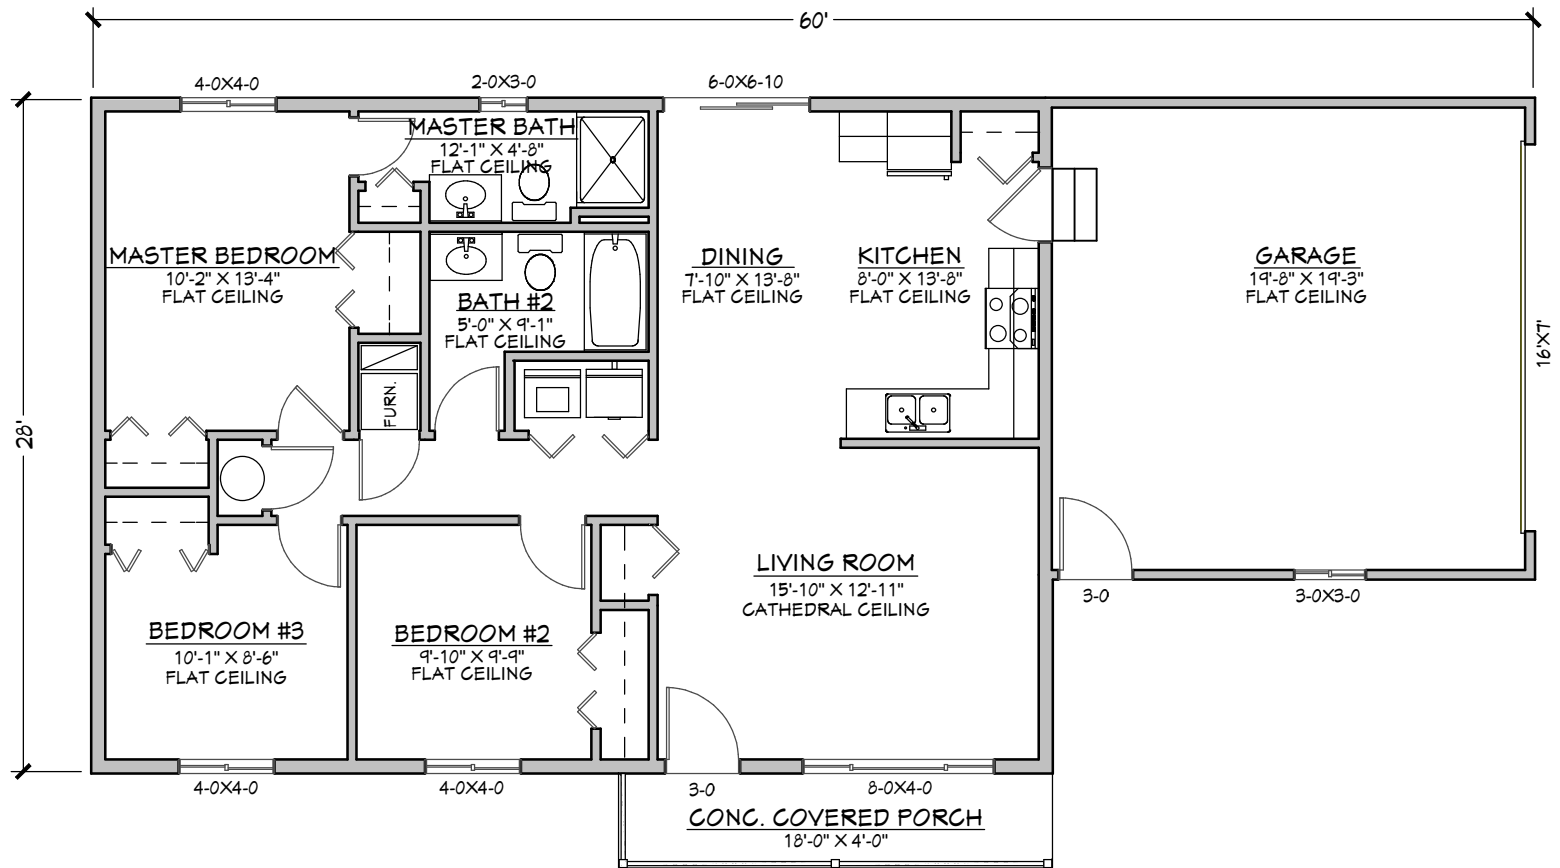 60'
4-0X4-0
2-0X3-0
6-0X6-10
MASTER BATH
12'-1" X 4'-8"
FLAT CEILING
MASTER BEDROOM
10'-2" X 13'-4"
FLAT CEILING
DINING
7'-10" X 13'-8"
FLAT CEILING
KITCHEN
8'-0" X 13'-8"
FLAT CEILING
GARAGE
19'-8" X 19'-3"
FLAT CEILING
BATH #2
5'-0" X 9'-1"
FLAT CEILING
16'X7'
FURN.
28'
LIVING ROOM
15'-10" X 12'-11"
CATHEDRAL CEILING
3-0
3-0X3-0
BEDROOM #3
10'-1" X 8'-6"
FLAT CEILING
BEDROOM #2
9'-10" X 9'-9"
FLAT CEILING
4-0X4-0
4-0X4-0
3-0
8-0X4-0
CONC. COVERED PORCH
18'-0" X 4'-0"